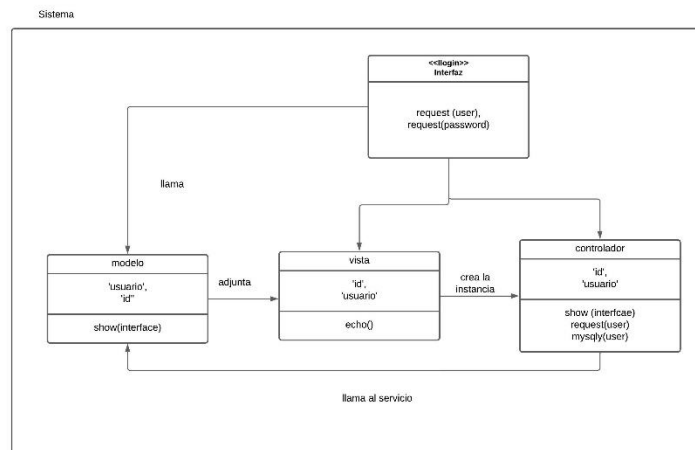 Sistema
<<Ilogin>>
Interfaz
request (user),
request(password)
llama
modelo
'usuario',
'id"
show(interface)
adjunta
vista
'id',
'usuario'
echo()
crea la
instancia
controlador
'id',
'usuario'
show (interfcae)
request(user)
mysqly(user)
llama al servicio